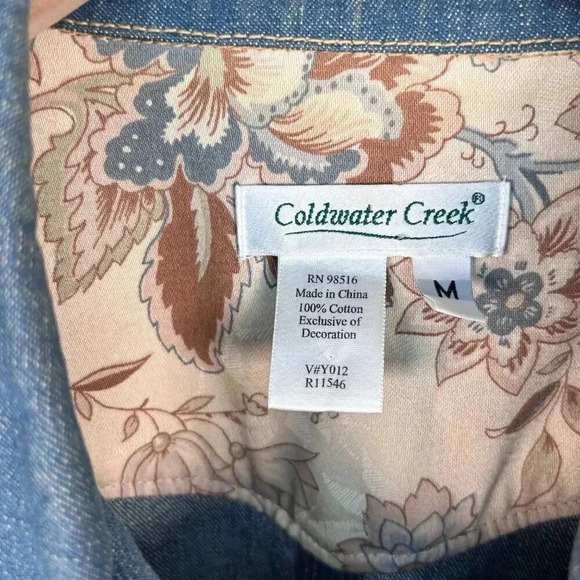 Coldwater Creek®
M
RN 98516
Made in China
100% Cotton
Exclusive of
Decoration
V#Y012
R11546